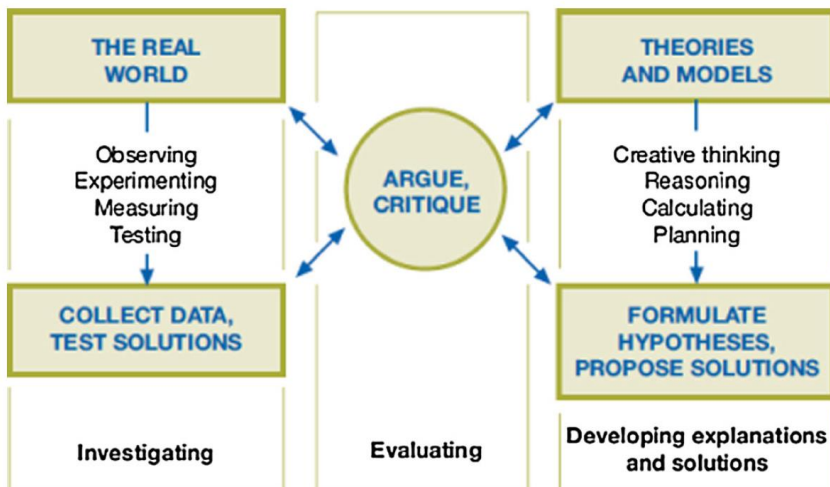 THE REAL
WORLD
Observing
Experimenting
Measuring
Testing
COLLECT DATA,
TEST SOLUTIONS
Investigating
ARGUE,
CRITIQUE
Evaluating
THEORIES
AND MODELS
Creative thinking
Reasoning
Calculating
Planning
FORMULATE
HYPOTHESES,
PROPOSE SOLUTIONS
Developing explanations
and solutions